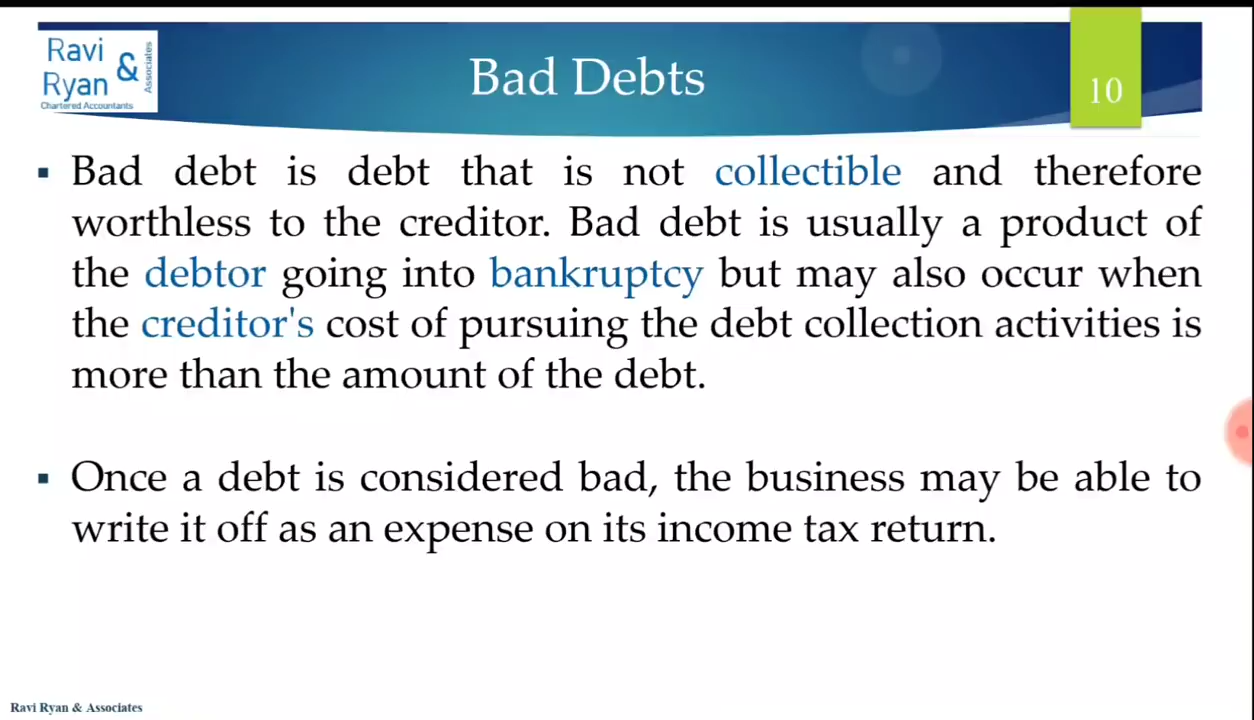 Ravi
Ryan
&
Associates
Chartered Accountants
Bad Debts
10
▪ Bad debt is debt that is not collectible and therefore
worthless to the creditor. Bad debt is usually a product of
the debtor going into bankruptcy but may also occur when
the creditor's cost of pursuing the debt collection activities is
more than the amount of the debt.
▪ Once a debt is considered bad, the business may be able to
write it off as an expense on its income tax return.
Ravi Ryan & Associates